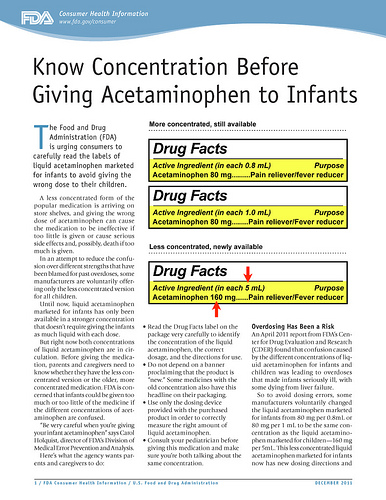 FDA
Consumer Health Information
www.fda.gov/consumer
Know Concentration Before
Giving Acetaminophen to Infants
The Food and Drug
Administration (FDA)
is urging consumers to
carefully read the labels of
liquid acetaminophen marketed
for infants to avoid giving the
wrong dose to their children.
A less concentrated form of the
popular medication is arriving on
store shelves, and giving the wrong
dose of acetaminophen can cause
the medication to be ineffective if
too little is given or cause serious
side effects and, possibly, death if too
much is given.
In an attempt to reduce the confu-
sion over different strengths that have
been blamed for past overdoses, some
manufacturers are voluntarily offer-
ing only the less concentrated version
for all children.
Until now, liquid acetaminophen
marketed for infants has only been
available in a stronger concentration
that doesn't require giving the infants
as much liquid with each dose.
But right now both concentrations
of liquid acetaminophen are in cir-
culation. Before giving the medica-
tion, parents and caregivers need to
know whether they have the less con-
centrated version or the older, more
concentrated medication. FDA is con-
cerned that infants could be given too
much or too little of the medicine if
the different concentrations of acet-
aminophen are confused.
"Be very careful when you're giving
your infant acetaminophen" says Carol
Holquist, director of FDA's Division of
Medical Error Prevention and Analysis.
Here's what the agency wants par-
ents and caregivers to do:
More concentrated, still available
Drug Facts
Active Ingredient (in each 0.8 mL) Purpose
Acetaminophen 80 mg.........Pain reliever/fever reducer
Drug Facts
Active Ingredient (in each 1.0 mL) Purpose
Acetaminophen 80 mg.........Pain reliever/fever reducer
Less concentrated, newly available
Drug Facts
Active Ingredient (in each 5 mL) Purpose
Acetaminophen 160 mg......Pain reliever/fever reducer
• Read the Drug Facts label on the
package very carefully to identify
the concentration of the liquid
acetaminophen, the correct
dosage, and the directions for use.
• Do not depend on a banner
proclaiming that the product is
"new." Some medicines with the
old concentration also have this
headline on their packaging.
• Use only the dosing device
provided with the purchased
product in order to correctly
measure the right amount of
liquid acetaminophen.
• Consult your pediatrician before
giving this medication and make
sure you're both talking about the
same concentration.
Overdosing Has Been a Risk
An April 2011 report from FDA's Cen-
ter for Drug Evaluation and Research
(CDER) found that confusion caused
by the different concentrations of liq-
uid acetaminophen for infants and
children was leading to overdoses
that made infants seriously ill, with
some dying from liver failure.
So to avoid dosing errors, some
manufacturers voluntarily changed
the liquid acetaminophen marketed
for infants from 80 mg per 0.8mL or
80 mg per 1 mL to be the same con-
centration as the liquid acetamino-
phen marketed for children—160 mg
per 5mL. This less concentrated liquid
acetaminophen marketed for infants
now has new dosing directions and
1 / FDA Consumer Health Information / U.S. Food and Drug Administration
DECEMBER 2011